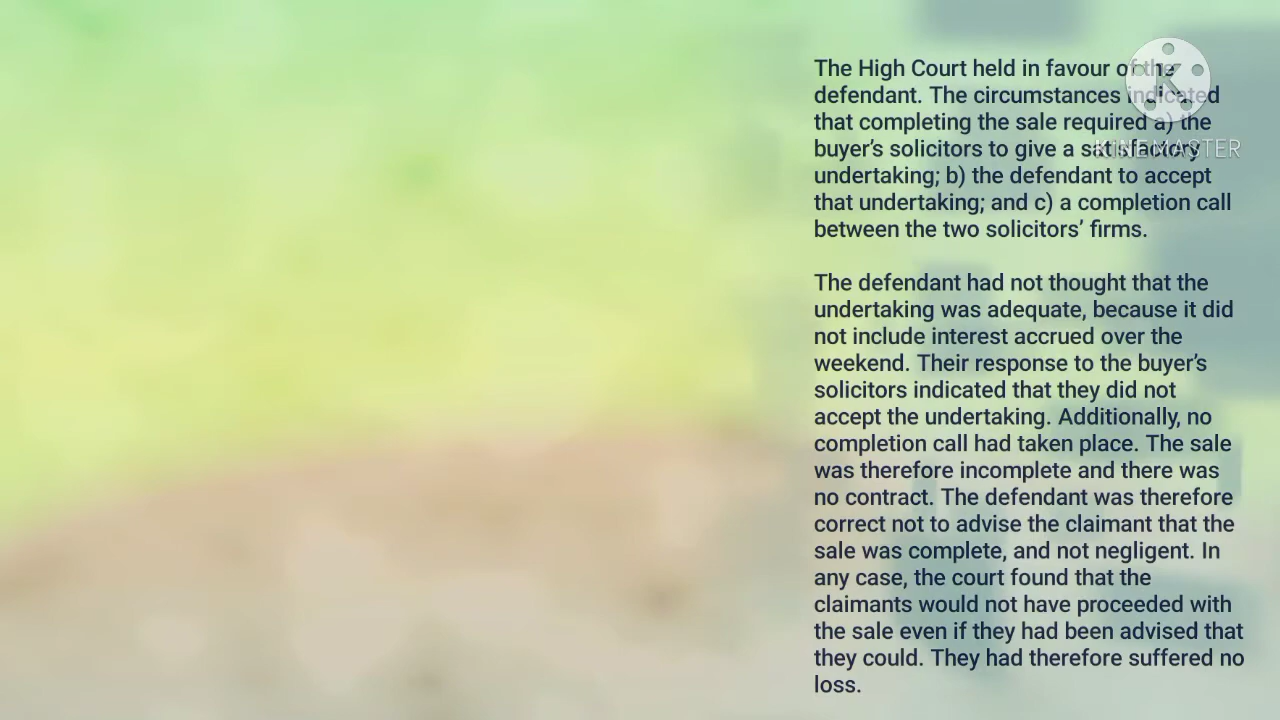 The High Court held in favour of the
defendant. The circumstances indicated
that completing the sale required a) the
buyer’s solicitors to give a satisfactory
undertaking; b) the defendant to accept
that undertaking; and c) a completion call
between the two solicitors’ firms.
The defendant had not thought that the
undertaking was adequate, because it did
not include interest accrued over the
weekend. Their response to the buyer’s
solicitors indicated that they did not
accept the undertaking. Additionally, no
completion call had taken place. The sale
was therefore incomplete and there was
no contract. The defendant was therefore
correct not to advise the claimant that the
sale was complete, and not negligent. In
any case, the court found that the
claimants would not have proceeded with
the sale even if they had been advised that
they could. They had therefore suffered no
loss.
K
KINEMASTER